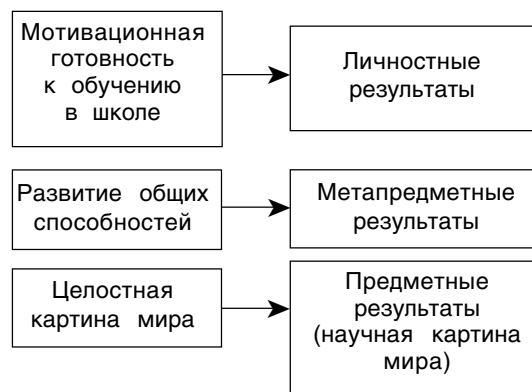 Мотивационная
готовность
к обучению
в школе
Личностные
результаты
Развитие общих
способностей
Метапредметные
результаты
Целостная
картина мира
Предметные
результаты
(научная картина
мира)